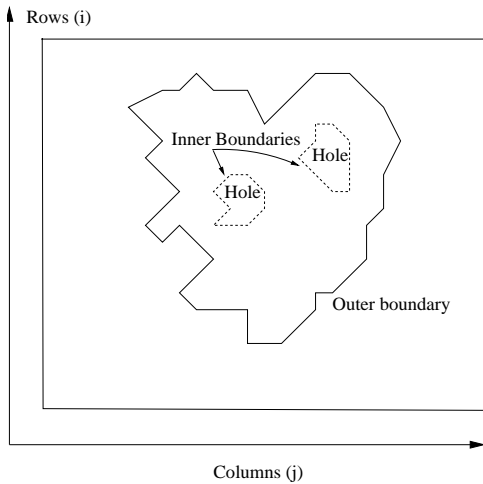 Rows (i)
Inner Boundaries
Hole
Hole
Outer boundary
Columns (j)